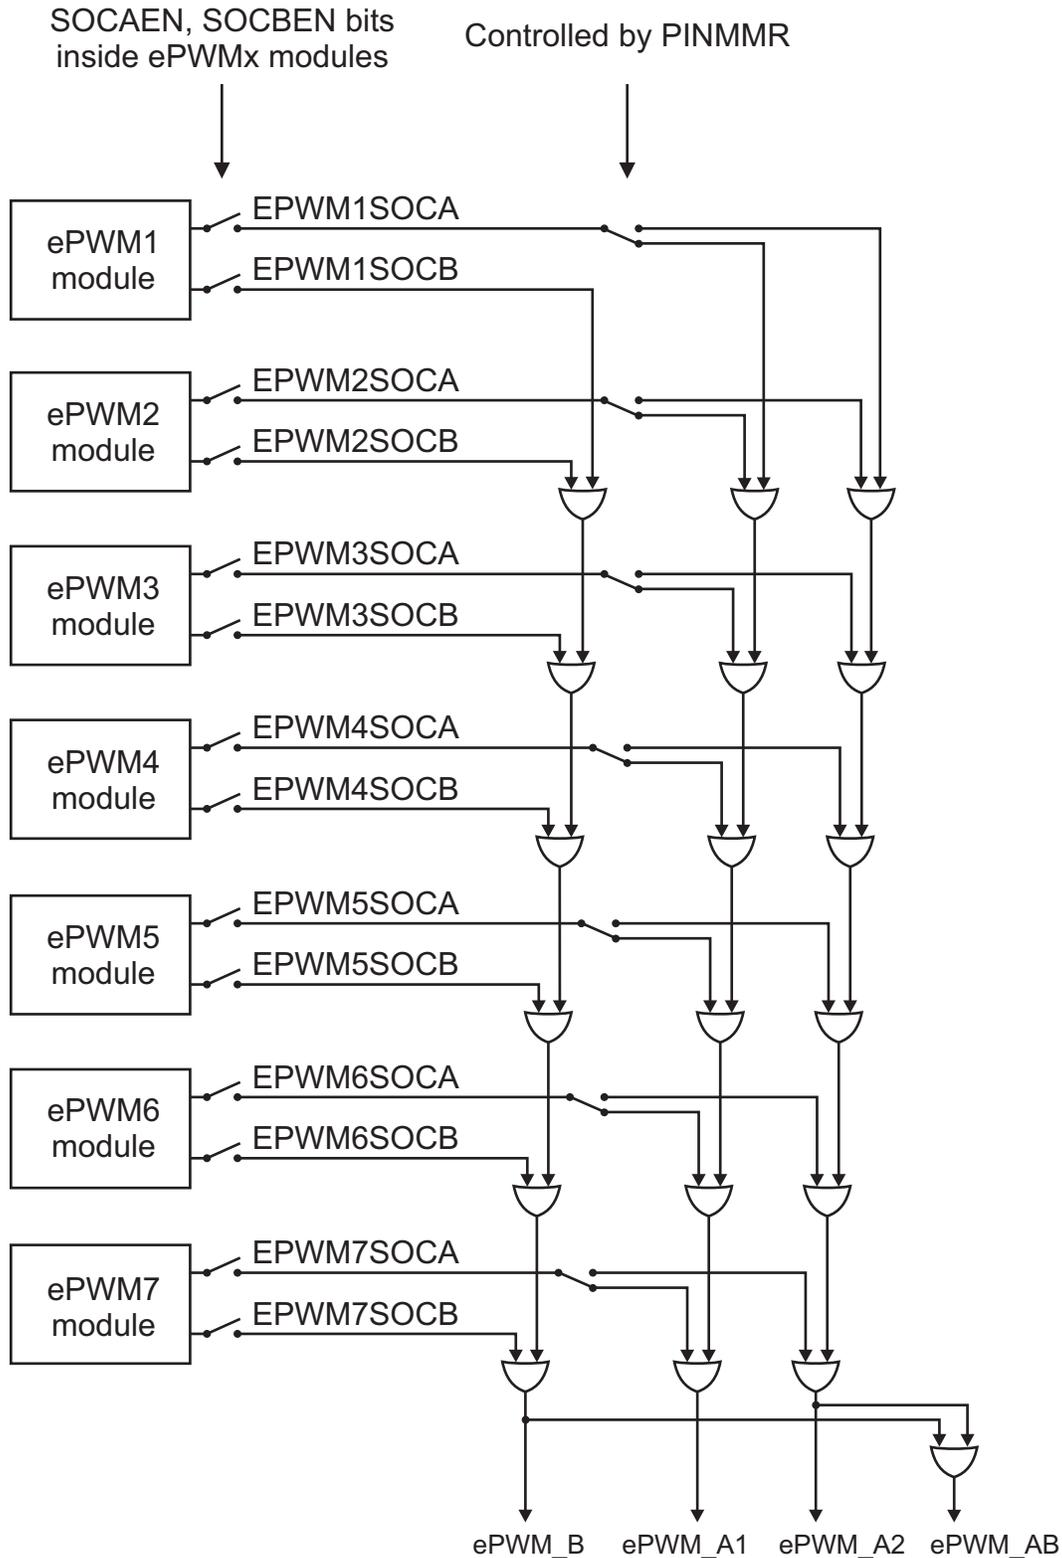 SOCAEN, SOCBEN bits
inside ePWMx modules
Controlled by PINMMR
ePWM1
module
EPWM1SOCA
EPWM1SOCB
ePWM2
module
EPWM2SOCA
EPWM2SOCB
ePWM3
module
EPWM3SOCA
EPWM3SOCB
ePWM4
module
EPWM4SOCA
EPWM4SOCB
ePWM5
module
EPWM5SOCA
EPWM5SOCB
ePWM6
module
EPWM6SOCA
EPWM6SOCB
ePWM7
module
EPWM7SOCA
EPWM7SOCB
ePWM_B
ePWM_A1
ePWM_A2
ePWM_AB